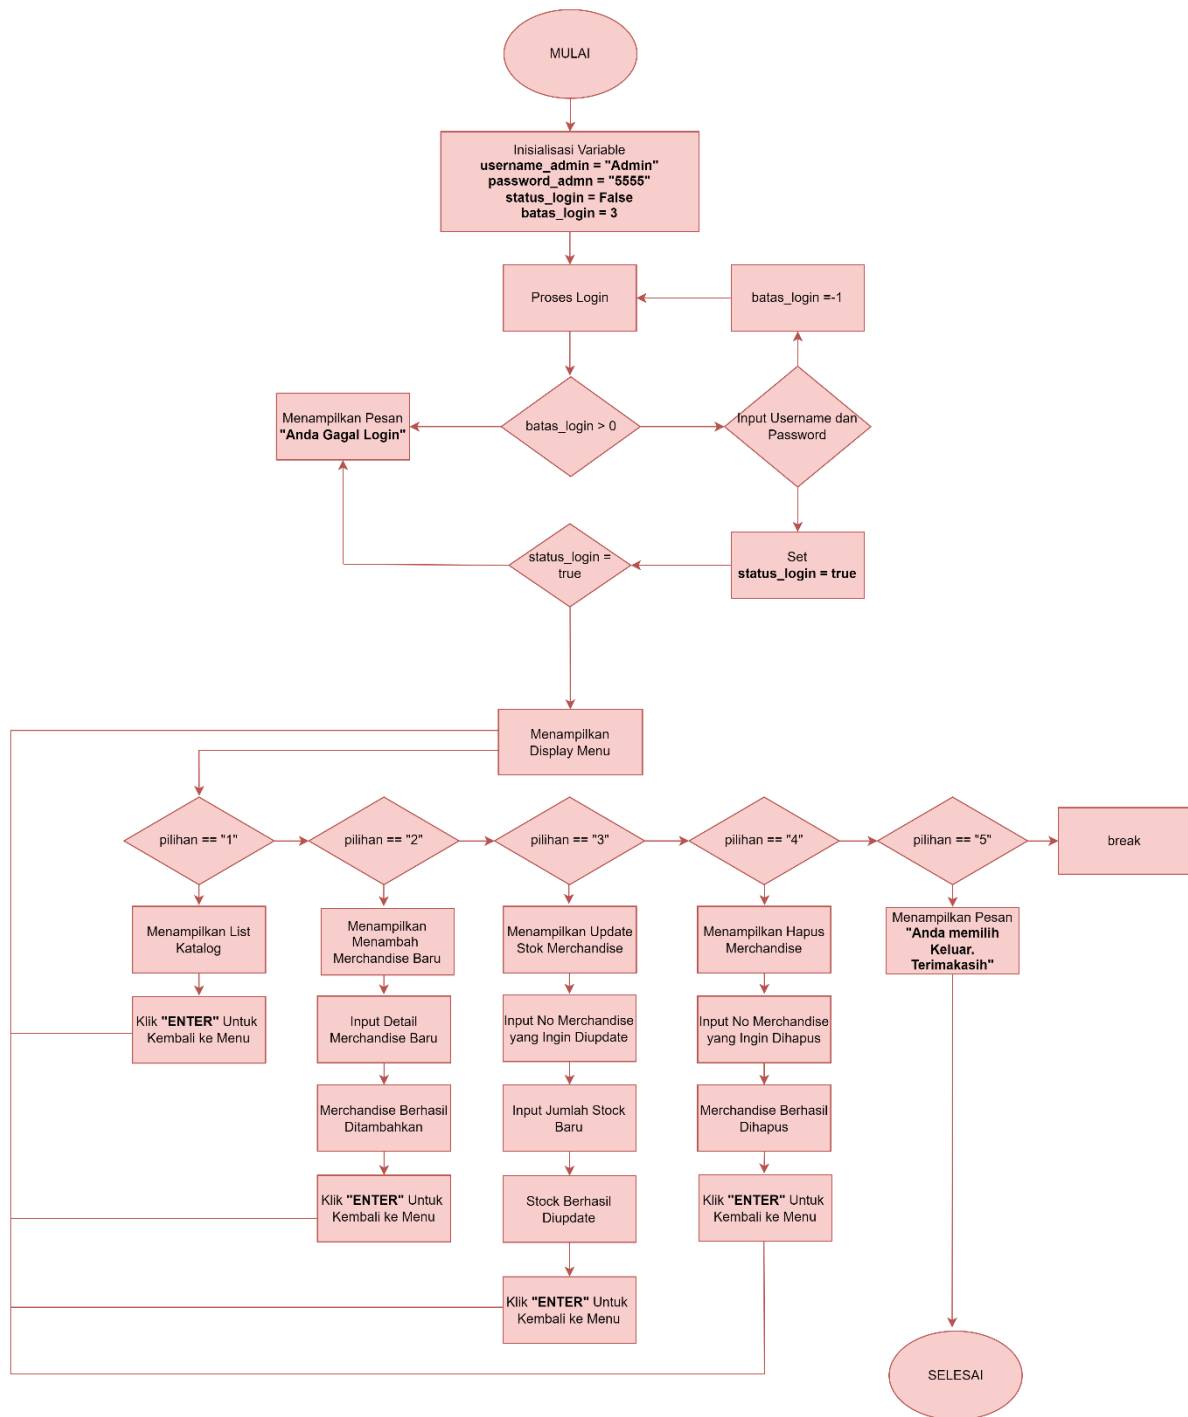 MULAI
Inisialisasi Variable
username_admin = "Admin"
password_admn = "5555"
status_login = False
batas_login = 3
Proses Login
batas_login =-1
Menampilkan Pesan
"Anda Gagal Login"
batas_login > 0
Input Username dan
Password
status_login =
true
Set
status_login = true
Menampilkan
Display Menu
pilihan == "1"
pilihan == "2"
pilihan == "3"
pilihan == "4"
pilihan == "5"
break
Menampilkan List
Katalog
Klik "ENTER" Untuk
Kembali ke Menu
Menampilkan
Menambah
Merchandise Baru
Input Detail
Merchandise Baru
Merchandise Berhasil
Ditambahkan
Klik "ENTER" Untuk
Kembali ke Menu
Menampilkan Update
Stok Merchandise
Input No Merchandise
yang Ingin Diupdate
Input Jumlah Stock
Baru
Stock Berhasil
Diupdate
Klik "ENTER" Untuk
Kembali ke Menu
Menampilkan Hapus
Merchandise
Input No Merchandise
yang Ingin Dihapus
Merchandise Berhasil
Dihapus
Klik "ENTER" Untuk
Kembali ke Menu
Menampilkan Pesan
"Anda memilih
Keluar.
Terimakasih"
SELESAI